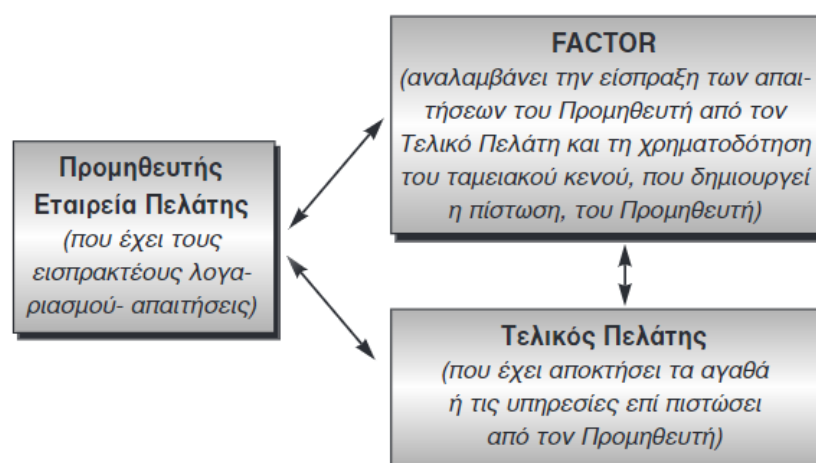 Προμηθευτής
Εταιρεία Πελάτης
(που έχει τους
εισπρακτέους λογα-
ριασμού- απαιτήσεις)
FACTOR
(αναλαμβάνει την είσπραξη των απαι-
τήσεων του Προμηθευτή από τον
Τελικό Πελάτη και τη χρηματοδότηση
του ταμειακού κενού, που δημιουργεί
η πίστωση, του Προμηθευτή)
Τελικός Πελάτης
(που έχει αποκτήσει τα αγαθά
ή τις υπηρεσίες επί πιστώσει
από τον Προμηθευτή)